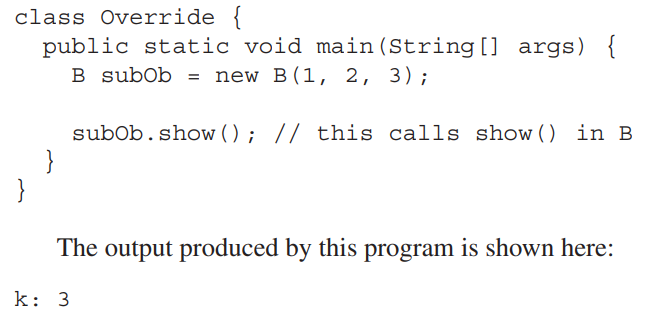 class Override {
public static void main(String[] args) {
B subOb = new B(1, 2, 3);
subOb.show(); // this calls show() in B
}
}
The output produced by this program is shown here:
k: 3